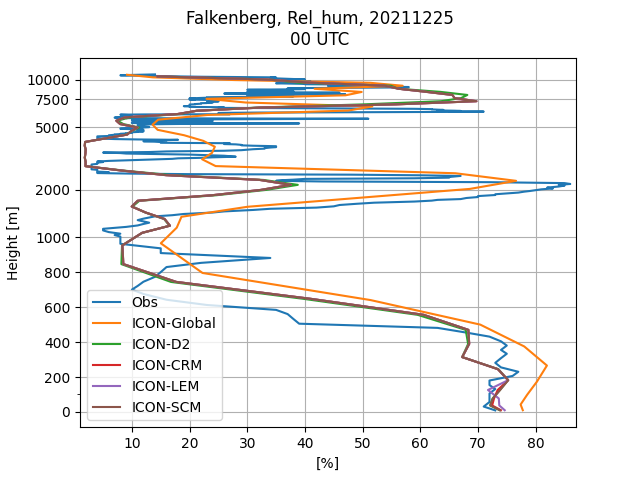 Falkenberg, Rel_hum, 20211225
00 UTC
Height [m]
10000
7500
5000
2000
1000
800
600
400
200
0
Obs
ICON-Global
ICON-D2
ICON-CRM
ICON-LEM
ICON-SCM
10 20 30 40 50 60 70 80
[%]